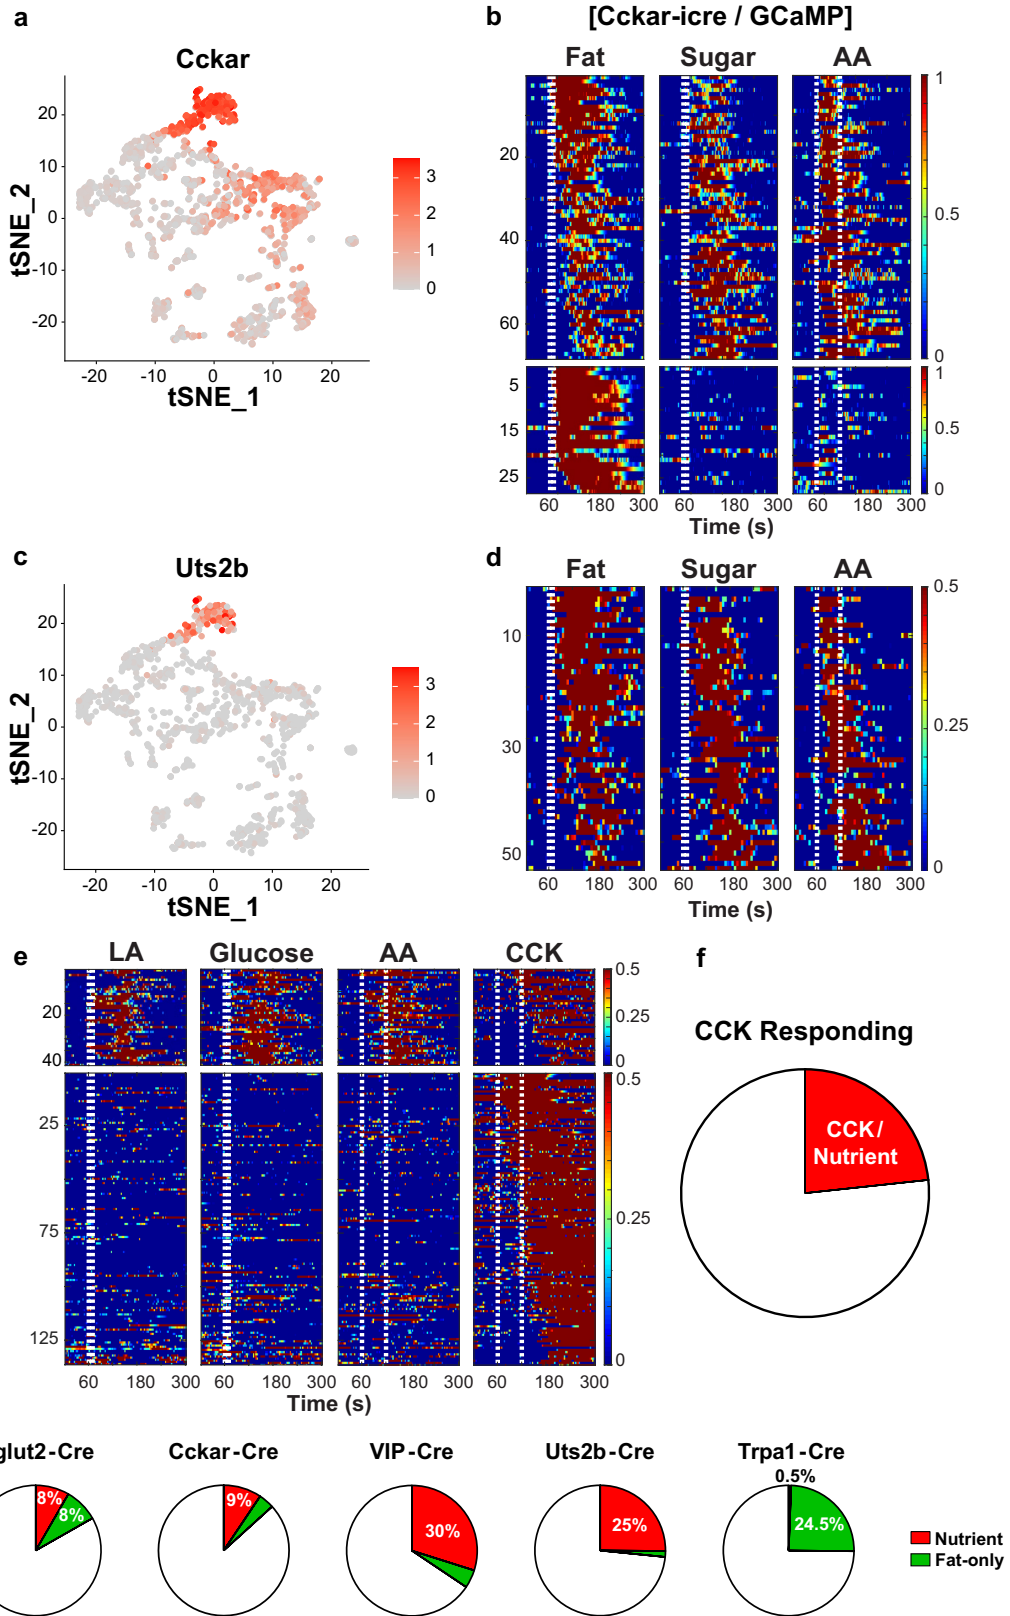 a
Cckar
20
10
0
-10
-20
tSNE_2
-20
-10
0
10
20
tSNE_1
3
2
1
0
b
[Cckar-icre / GCaMP]
Fat
Sugar
AA
20
40
60
1
0.5
0
5
15
25
1
0.5
0
60 180 300
60 180 300
60 180 300
Time (s)
c
Uts2b
20
10
0
-10
-20
tSNE_2
-20
-10
0
10
20
tSNE_1
3
2
1
0
d
Fat
Sugar
AA
10
30
50
0.5
0.25
0
60 180 300
60 180 300
60 180 300
Time (s)
e
LA
Glucose
AA
CCK
20
40
0.5
0.25
0
25
75
125
0.5
0.25
0
60 180 300
60 180 300
60 180 300
60 180 300
Time (s)
f
CCK Responding
CCK/
Nutrient
glut2-Cre
8%
8%
Cckar-Cre
9%
VIP-Cre
30%
Uts2b-Cre
25%
Trpa1-Cre
0.5%
24.5%
Nutrient
Fat-only